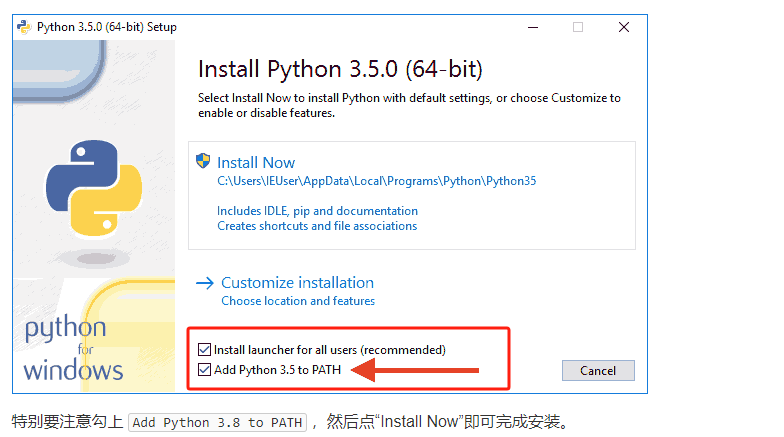 Python 3.5.0 (64-bit) Setup
Install Python 3.5.0 (64-bit)
Select Install Now to install Python with default settings, or choose Customize to
enable or disable features.
Install Now
C:\Users\IEUser\AppData\Local\Programs\Python\Python35
Includes IDLE, pip and documentation
Creates shortcuts and file associations
Customize installation
Choose location and features
python
for
windows
Install launcher for all users (recommended)
Add Python 3.5 to PATH
Cancel
特别要注意勾上 Add Python 3.8 to PATH ，然后点“Install Now”即可完成安装。